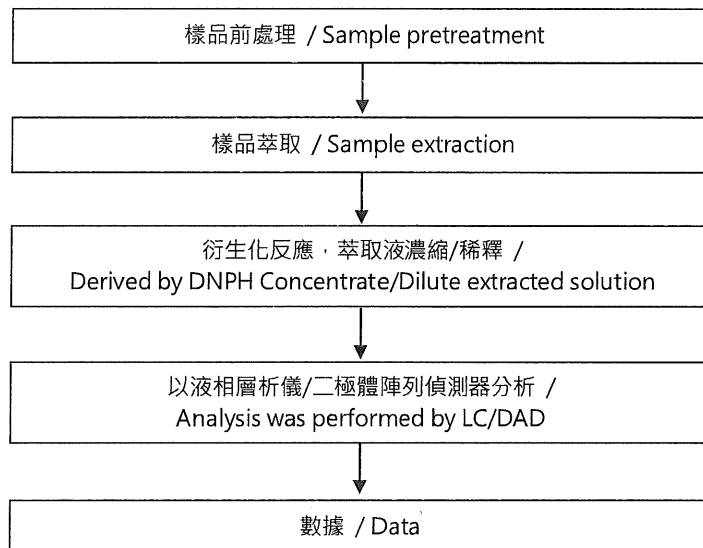 樣品前處理 / Sample pretreatment
樣品萃取 / Sample extraction
衍生化反應，萃取液濃縮/稀釋 /
Derived by DNPH Concentrate/Dilute extracted solution
以液相層析儀/二極體陣列偵測器分析 /
Analysis was performed by LC/DAD
數據 / Data